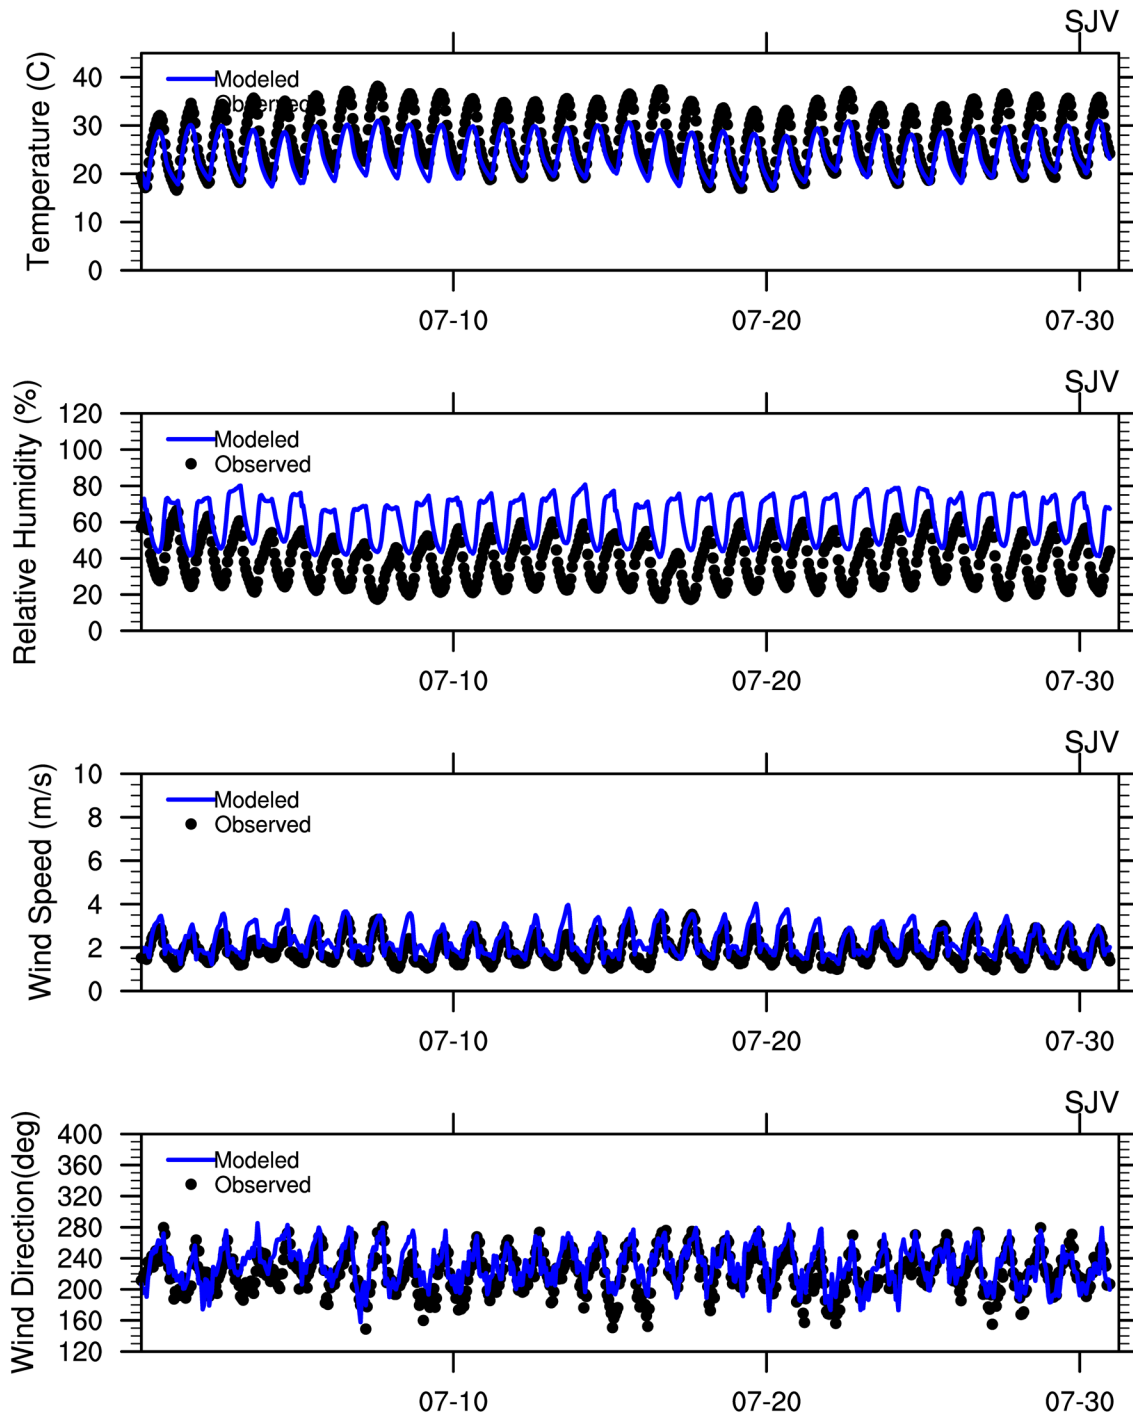 SJV
Temperature (C)
40
30
20
10
0
Modeled
Observed
07-10
07-20
07-30
SJV
Relative Humidity (%)
120
100
80
60
40
20
0
Modeled
Observed
07-10
07-20
07-30
SJV
Wind Speed (m/s)
10
8
6
4
2
0
Modeled
Observed
07-10
07-20
07-30
SJV
Wind Direction(deg)
400
360
320
280
240
200
160
120
Modeled
Observed
07-10
07-20
07-30